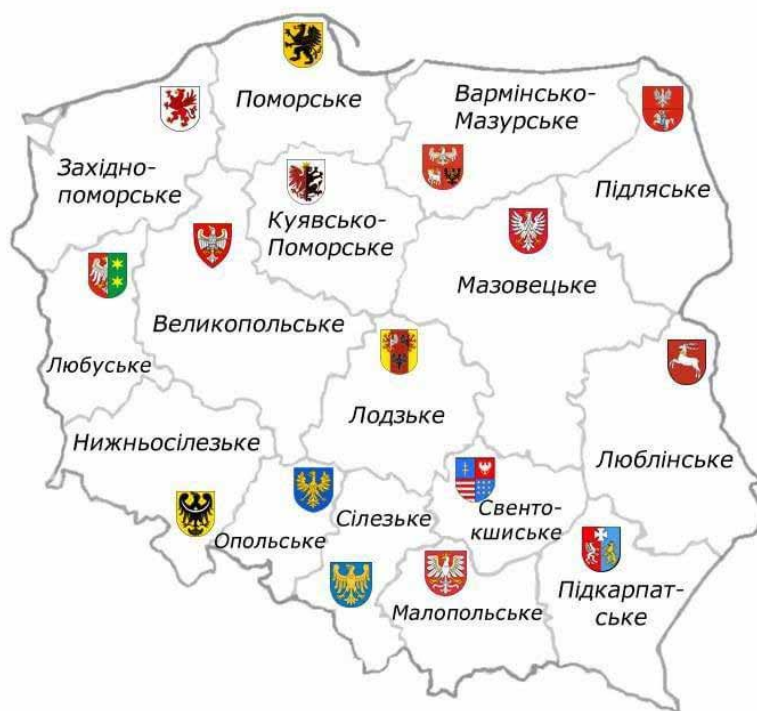 Поморське
Вармінсько-
Мазурське
Західно-
поморське
Підляське
Куявсько-
Поморське
Мазовецьке
Великопольське
Любуське
Лодзьке
Нижньосілезьке
Люблінське
Свенто-
кшиське
Сілезьке
Опольське
Підкарпат-
ське
Малопольське